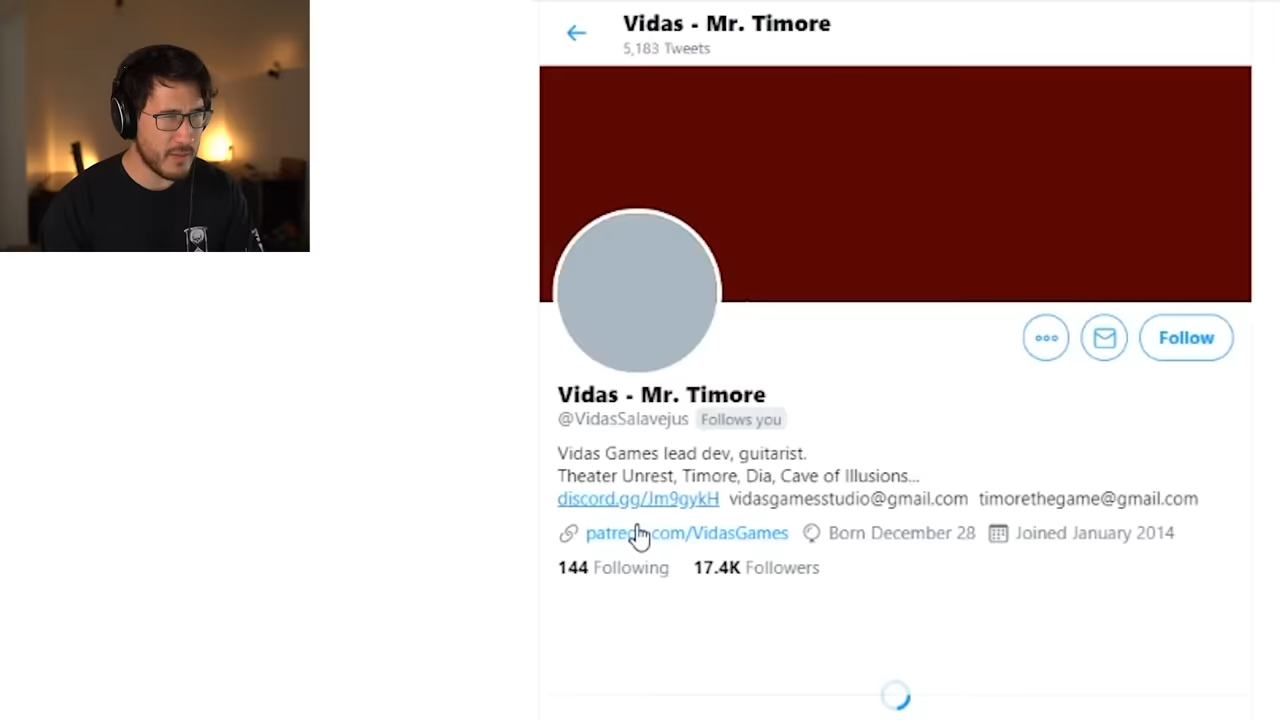 Vidas - Mr. Timore
5,183 Tweets
Follow
Vidas - Mr. Timore
@VidasSalavejus Follows you
Vidas Games lead dev, guitarist.
Theater Unrest, Timore, Dia, Cave of Illusions...
discord.gg/Jm9gykH vidasgamesstudio@gmail.com timorethegame@gmail.com
patreon.com/VidasGames Born December 28 Joined January 2014
144 Following 17.4K Followers